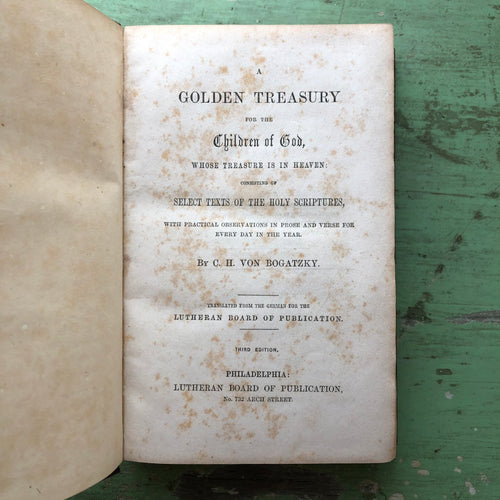 A
GOLDEN TREASURY
FOR THE
Children of God,
WHOSE TREASURE IS IN HEAVEN:
CONSISTING OF
SELECT TEXTS OF THE HOLY SCRIPTURES,
WITH PRACTICAL OBSERVATIONS IN PROSE AND VERSE FOR
EVERY DAY IN THE YEAR.
BY C. H. VON BOGATZKY.
TRANSLATED FROM THE GERMAN FOR THE
LUTHERAN BOARD OF PUBLICATION.
THIRD EDITION,
PHILADELPHIA:
LUTHERAN BOARD OF PUBLICATION,
No. 732 ARCH STREET.